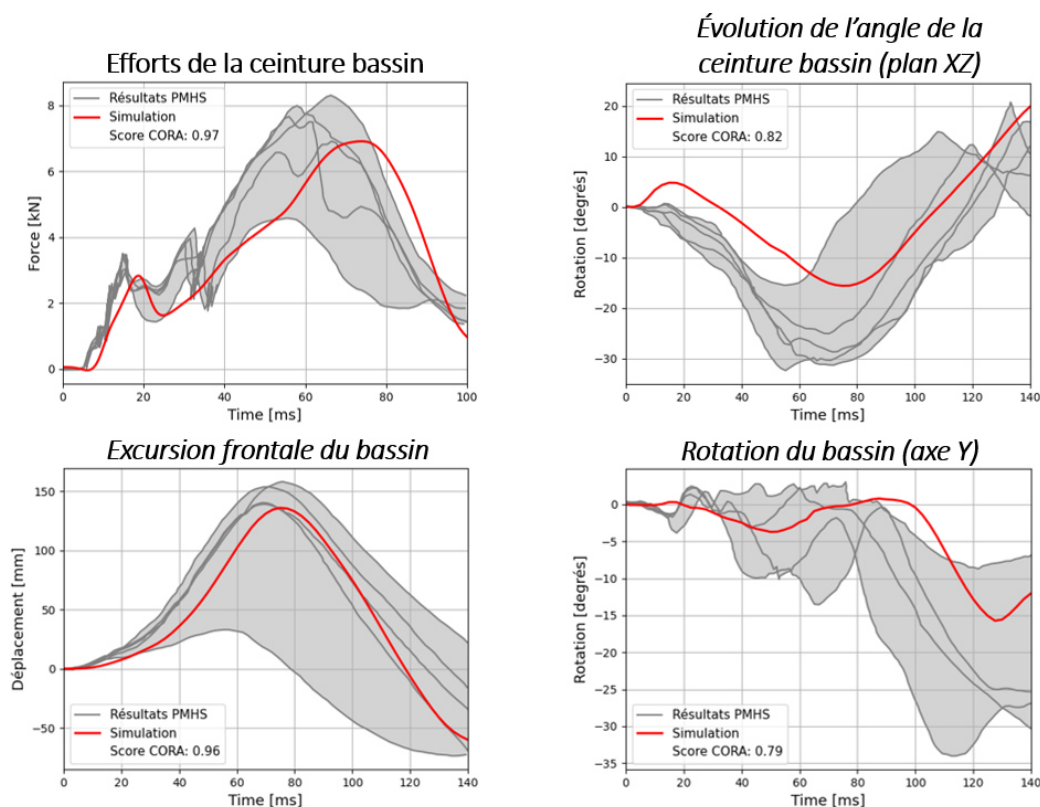 Efforts de la ceinture bassin
Résultats PMHS
Simulation
Score CORA: 0.97
Force [kN]
8
6
4
2
0
0 20 40 60 80 100
Time [ms]
Évolution de l’angle de la
ceinture bassin (plan XZ)
Résultats PMHS
Simulation
Score CORA: 0.82
Rotation [degrés]
20
10
0
−10
−20
−30
0 20 40 60 80 100 120 140
Time [ms]
Excursion frontale du bassin
Déplacement [mm]
150
100
50
0
−50
Résultats PMHS
Simulation
Score CORA: 0.96
0 20 40 60 80 100 120 140
Time [ms]
Rotation du bassin (axe Y)
Rotation [degrés]
0
−5
−10
−15
−20
−25
−30
−35
Résultats PMHS
Simulation
Score CORA: 0.79
0 20 40 60 80 100 120 140
Time [ms]